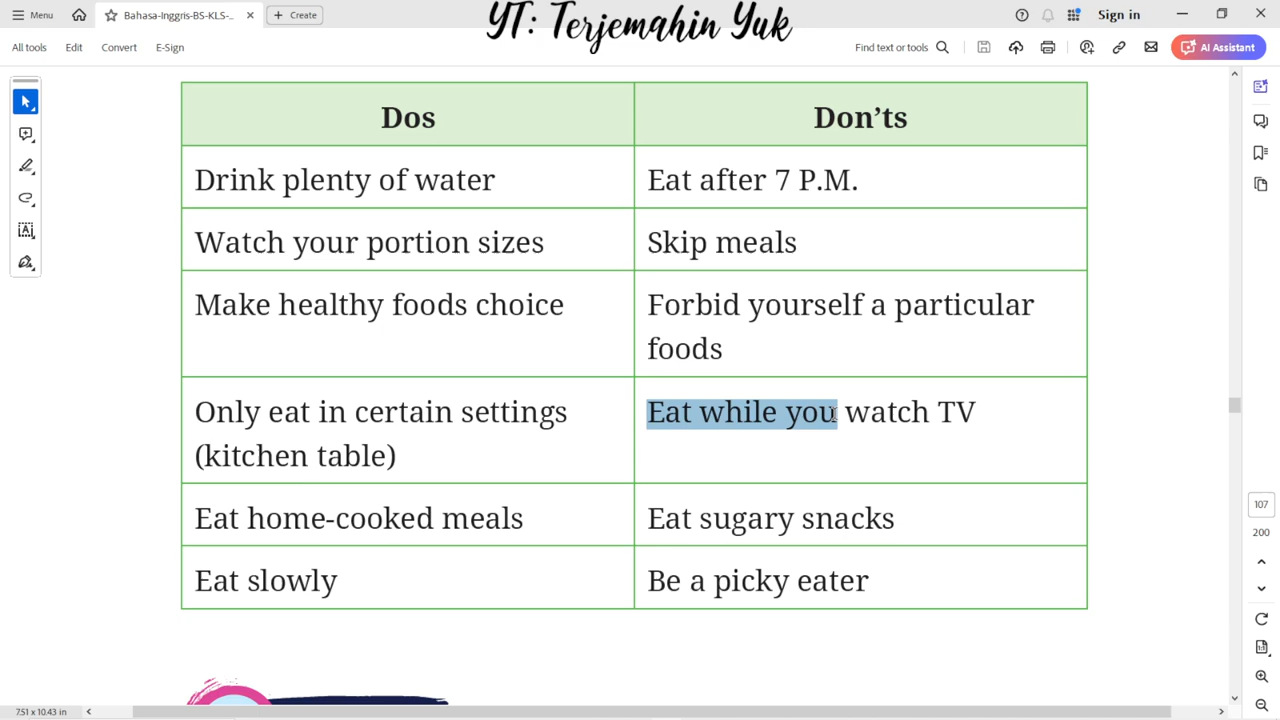 Menu
Bahasa-Inggris-BS-KLS-...
Create
YT: Terjemahin Yuk
Sign in
All tools
Edit
Convert
E-Sign
Find text or tools
AI Assistant
Dos
Don’ts
Drink plenty of water
Eat after 7 P.M.
Watch your portion sizes
Skip meals
Make healthy foods choice
Forbid yourself a particular
foods
Only eat in certain settings
(kitchen table)
Eat while you watch TV
Eat home-cooked meals
Eat sugary snacks
Eat slowly
Be a picky eater
107
200
7.51 x 10.43 in